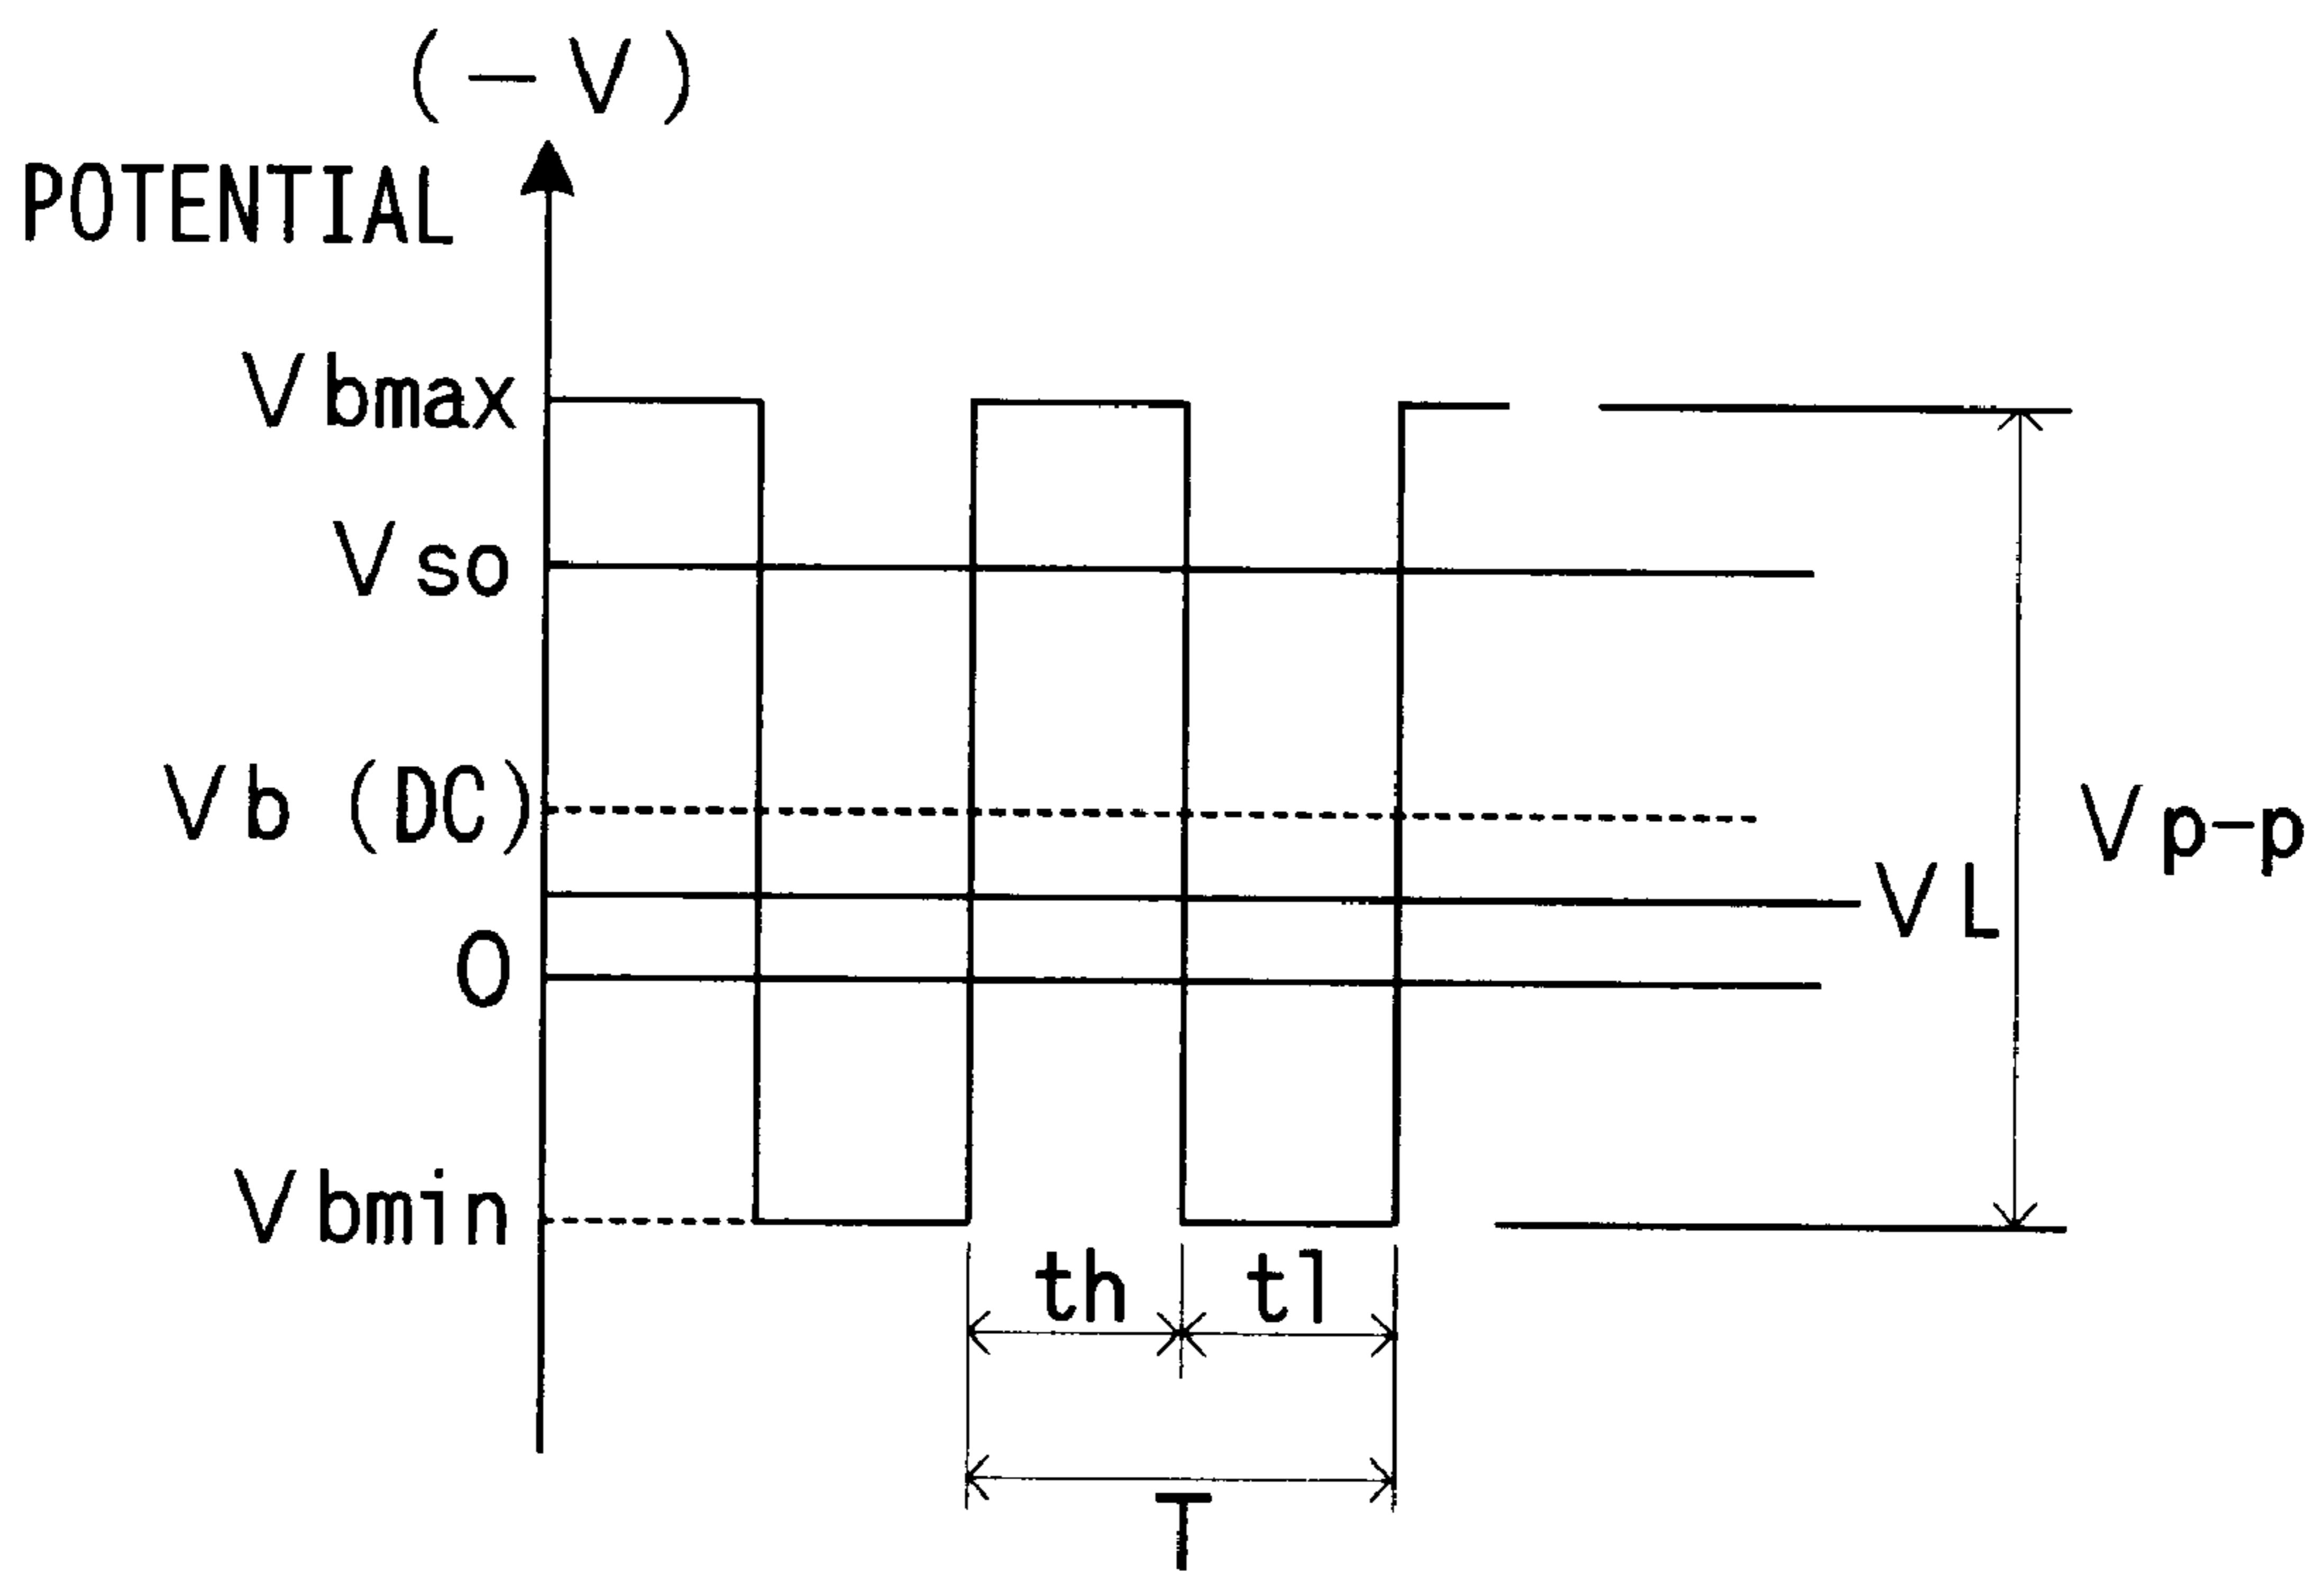 (-V)
POTENTIAL
Vbmax
Vso
Vb (DC)
Vp-p
VL
0
Vbmin
th
tl
T